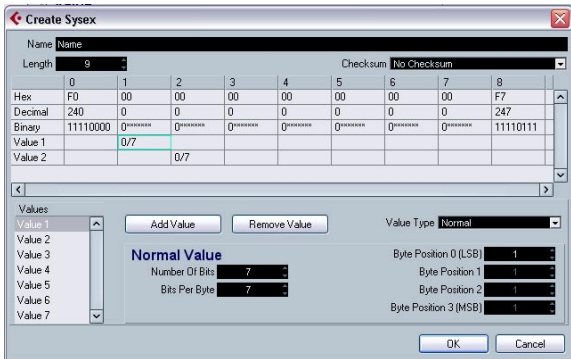 Create Sysex
Name Name
Length 9 Checksum No Checksum
0 1 2 3 4 5 6 7 8
Hex F0 00 00 00 00 00 00 00 F7
Decimal 240 0 0 0 0 0 0 0 247
Binary 11110000 0******* 0******* 0******* 0******* 0******* 0******* 0******* 11110111
Value 1 0/7
Value 2 0/7
Values
Value 1 Add Value Remove Value Value Type Normal
Value 2
Value 3 Normal Value Byte Position 0 (LSB) 1
Value 4 Number Of Bits 7 Byte Position 1 1
Value 5 Bits Per Byte 7 Byte Position 2 1
Value 6 Byte Position 3 (MSB) 1
Value 7
OK Cancel